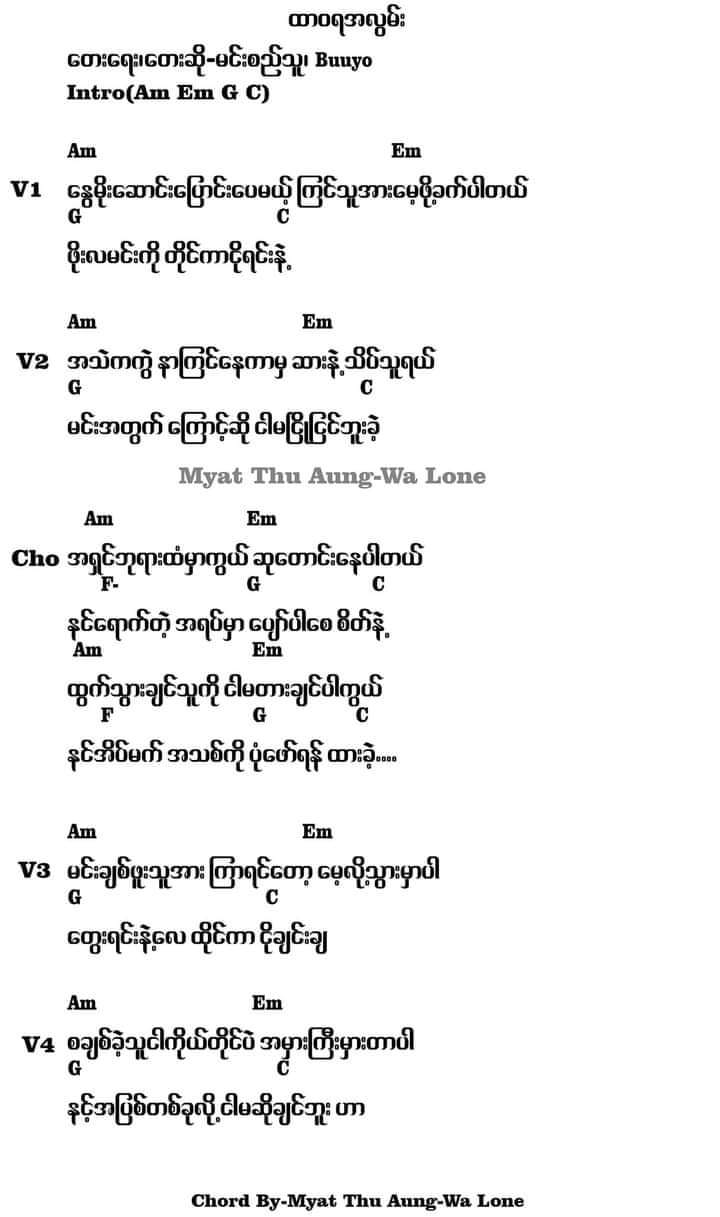 ထာဝရအလွမ်း
တေးရေး၊တေးဆို-မင်းစည်သူ၊ Buuyo
Intro(Am Em G C)
Am Em
V1 နွေမိုးဆောင်းပြောင်းပေမယ့် ကြင်သူအားမေ့ဖို့ခက်ပါတယ်
G C
ဖိုးလမင်းကို တိုင်ကာငိုရင်းနဲ့
Am Em
V2 အသဲကကွဲ နာကြင်နေကာမှ ဆားနဲ့သိပ်သူရယ်
G C
မင်းအတွက် ကြောင့်ဆို ငါမငြိုငြင်ဘူးခဲ့
Myat Thu Aung-Wa Lone
Am Em
Cho အရှင်ဘုရားထံမှာကွယ် ဆုတောင်းနေပါတယ်
F- G C
နင်ရောက်တဲ့ အရပ်မှာ ပျော်ပါစေ စိတ်နဲ့
Am Em
ထွက်သွားချင်သူကို ငါမတားချင်ပါကွယ်
F G C
နင်အိပ်မက် အသစ်ကို ပုံဖော်ရန် ထားခဲ့....
Am Em
V3 မင်းချစ်ဖူးသူအား ကြာရင်တော့ မေ့လို့သွားမှာပါ
G C
တွေးရင်းနဲ့လေ ထိုင်ကာ ငိုချင်းချ
Am Em
V4 စချစ်ခဲ့သူငါကိုယ်တိုင်ပဲ အမှားကြီးမှားတာပါ
G C
နင့်အပြစ်တစ်ခုလို့ ငါမဆိုချင်ဘူး ဟာ
Chord By-Myat Thu Aung-Wa Lone